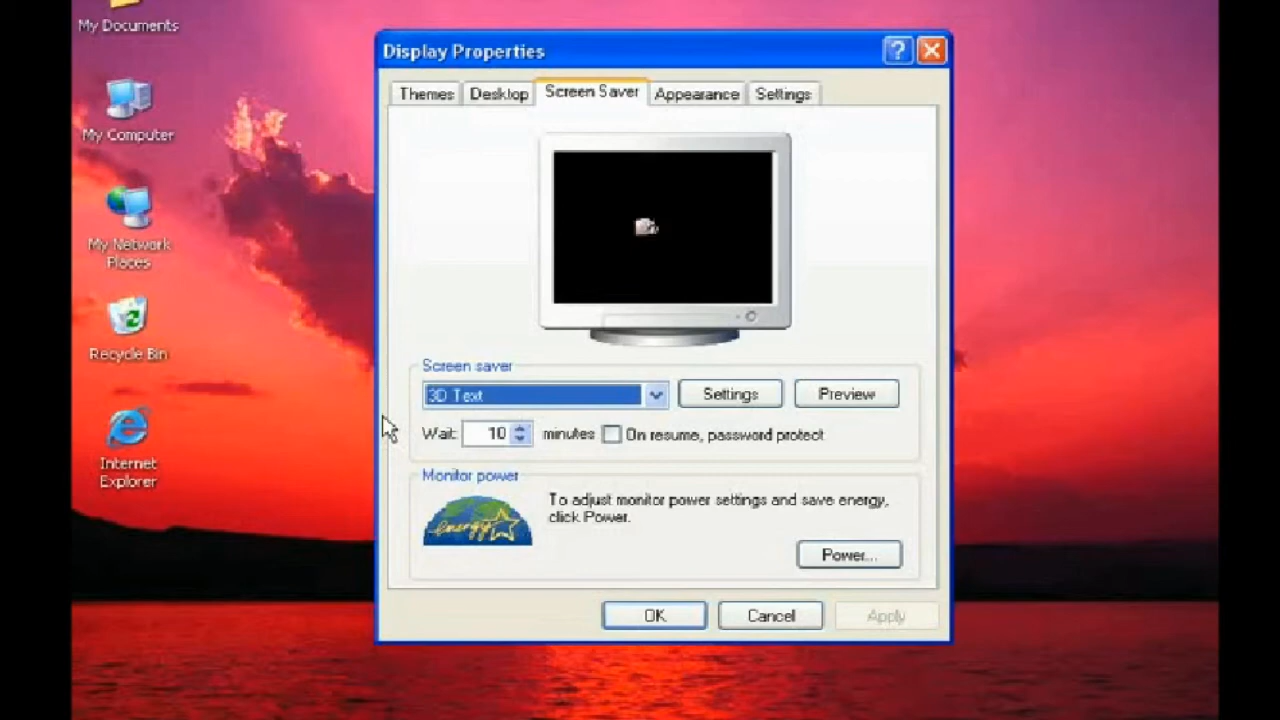 My Documents
My Computer
My Network
Places
Recycle Bin
Internet
Explorer
Display Properties
Themes
Desktop
Screen Saver
Appearance
Settings
Screen saver
3D Text
Settings
Preview
Wait: 10 minutes
On resume, password protect
Monitor power
energy
To adjust monitor power settings and save energy,
click Power.
Power...
OK
Cancel
Apply